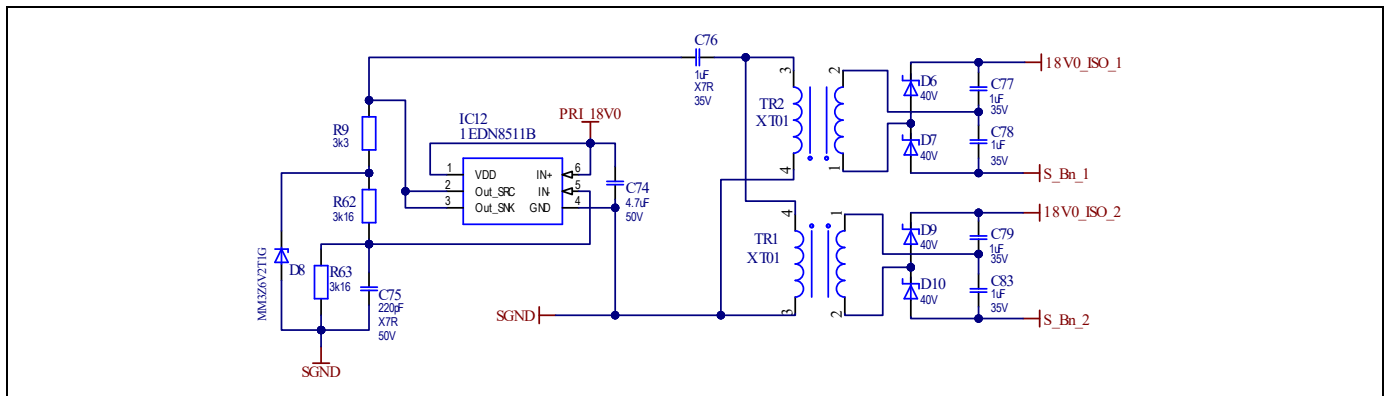 C76
1uF
X7R
35V
R9
3k3
IC12
1EDN8511B
PRI_18V0
1 VDD IN+ 6
2 Out_SRC IN- 5
3 Out_SNK GND 4
C74
4.7uF
50V
R62
3k16
D8
MM3Z6V2T1G
R63
3k16
C75
220pF
X7R
50V
SGND
SGND
3
TR2
XT01
4
2
1
D6
40V
D7
40V
C77
1uF
35V
C78
1uF
35V
18V0_ISO_1
S_Bn_1
4
TR1
XT01
3
1
2
D9
40V
D10
40V
C79
1uF
35V
C83
1uF
35V
18V0_ISO_2
S_Bn_2